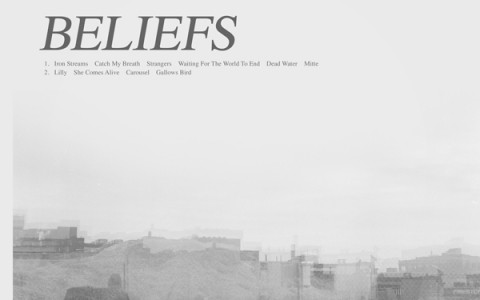 BELIEFS
1. Iron Streams Catch My Breath Strangers Waiting For The World To End Dead Water Mitte
2. Lilly She Comes Alive Carousel Gallows Bird